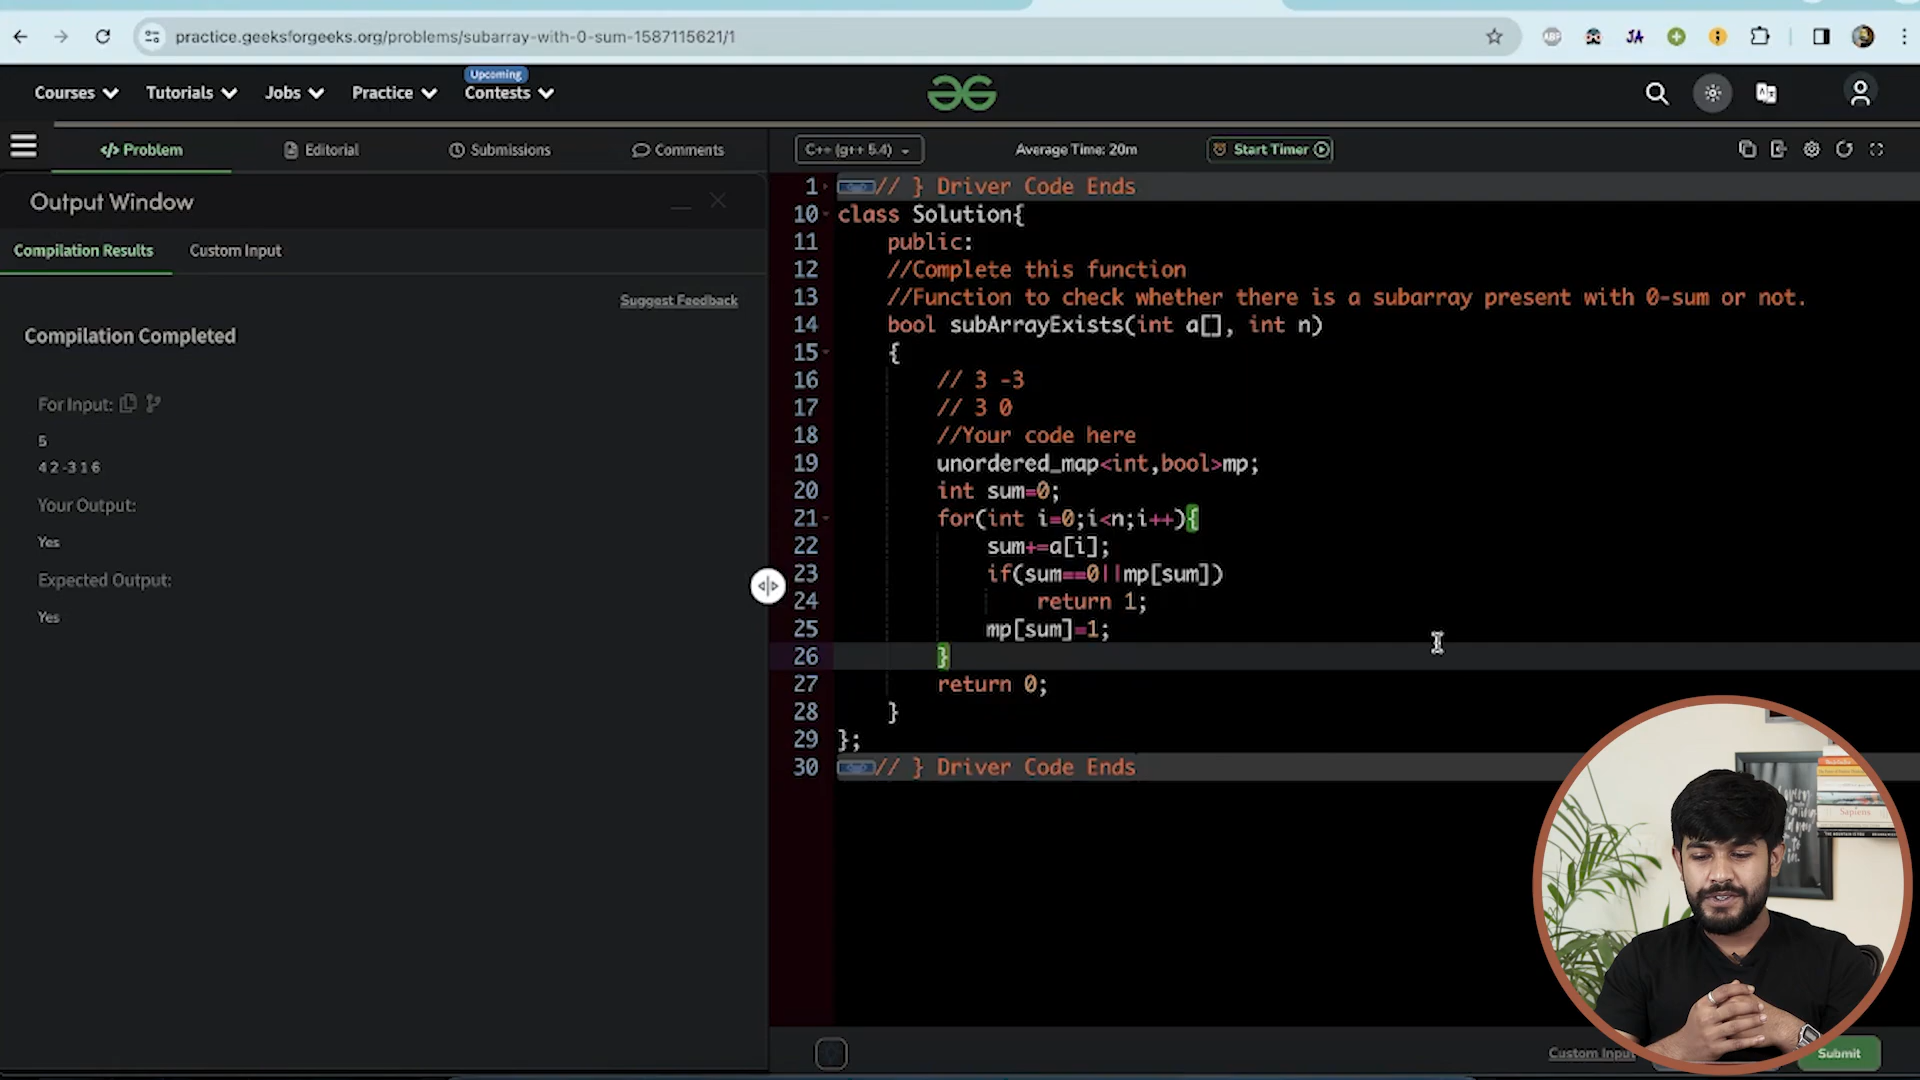 practice.geeksforgeeks.org/problems/subarray-with-0-sum-1587115621/1
Upcoming
Courses Tutorials Jobs Practice Contests
Problem Editorial Submissions Comments
C++ (g++ 5.4) Average Time: 20m Start Timer
Output Window
Compilation Results Custom Input
Suggest Feedback
Compilation Completed
For Input:
5
4 2 -3 1 6
Your Output:
Yes
Expected Output:
Yes
1 // } Driver Code Ends
10 class Solution{
11 public:
12 //Complete this function
13 //Function to check whether there is a subarray present with 0-sum or not.
14 bool subArrayExists(int a[], int n)
15 {
16 // 3 -3
17 // 3 0
18 //Your code here
19 unordered_map<int,bool>mp;
20 int sum=0;
21 for(int i=0;i<n;i++){
22 sum+=a[i];
23 if(sum==0||mp[sum])
24 return 1;
25 mp[sum]=1;
26 }
27 return 0;
28 }
29 };
30 // } Driver Code Ends
Sapiens
Custom Input
Submit